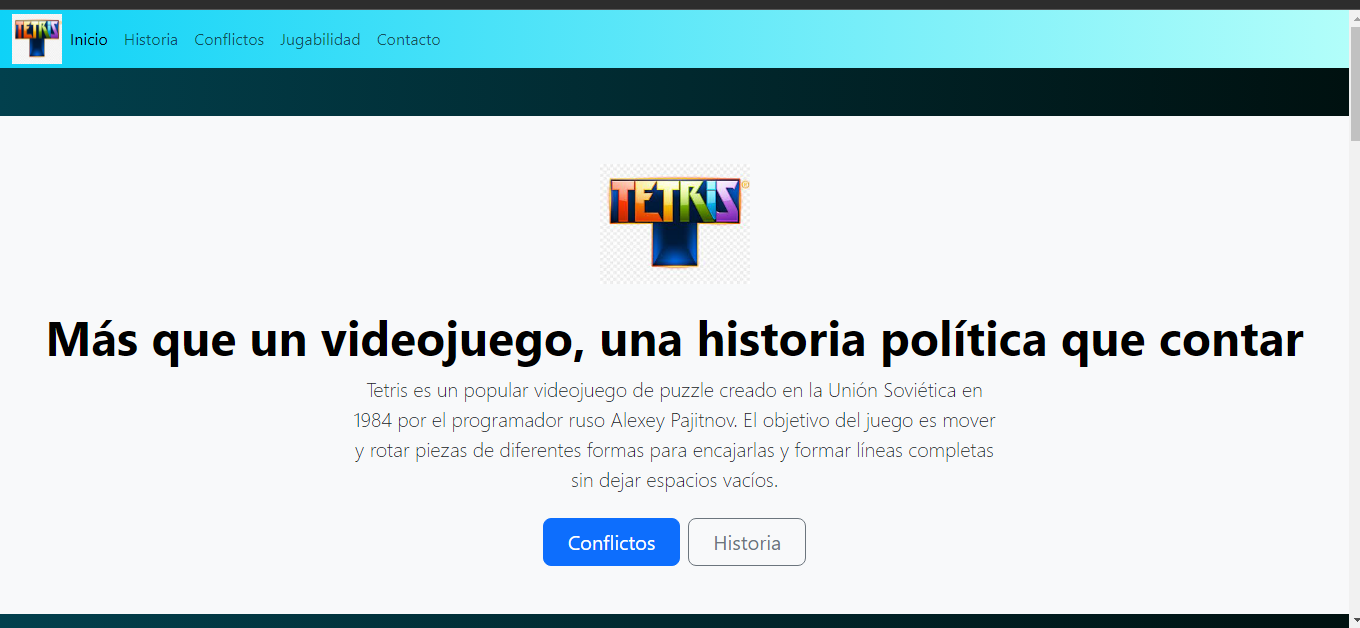 TETRIS
Inicio Historia Conflictos Jugabilidad Contacto
TETRIS
Más que un videojuego, una historia política que contar
Tetris es un popular videojuego de puzzle creado en la Unión Soviética en
1984 por el programador ruso Alexey Pajitnov. El objetivo del juego es mover
y rotar piezas de diferentes formas para encajarlas y formar líneas completas
sin dejar espacios vacíos.
Conflictos Historia